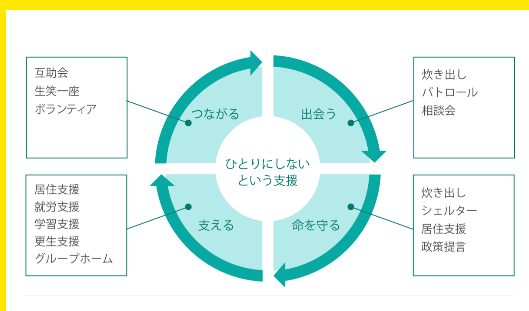 互助会
生笑一座
ボランティア
つながる
出会う
炊き出し
パトロール
相談会
ひとりにしない
という支援
居住支援
就労支援
学習支援
更生支援
グループホーム
支える
命を守る
炊き出し
シェルター
居住支援
政策提言